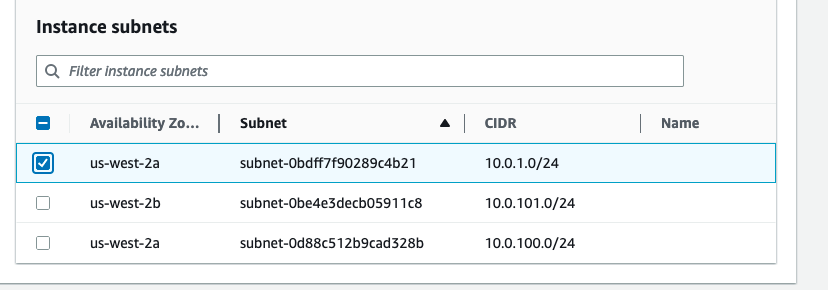 Instance subnets
Filter instance subnets
Availability Zo... Subnet CIDR Name
us-west-2a subnet-0bdff7f90289c4b21 10.0.1.0/24
us-west-2b subnet-0be4e3decb05911c8 10.0.101.0/24
us-west-2a subnet-0d88c512b9cad328b 10.0.100.0/24